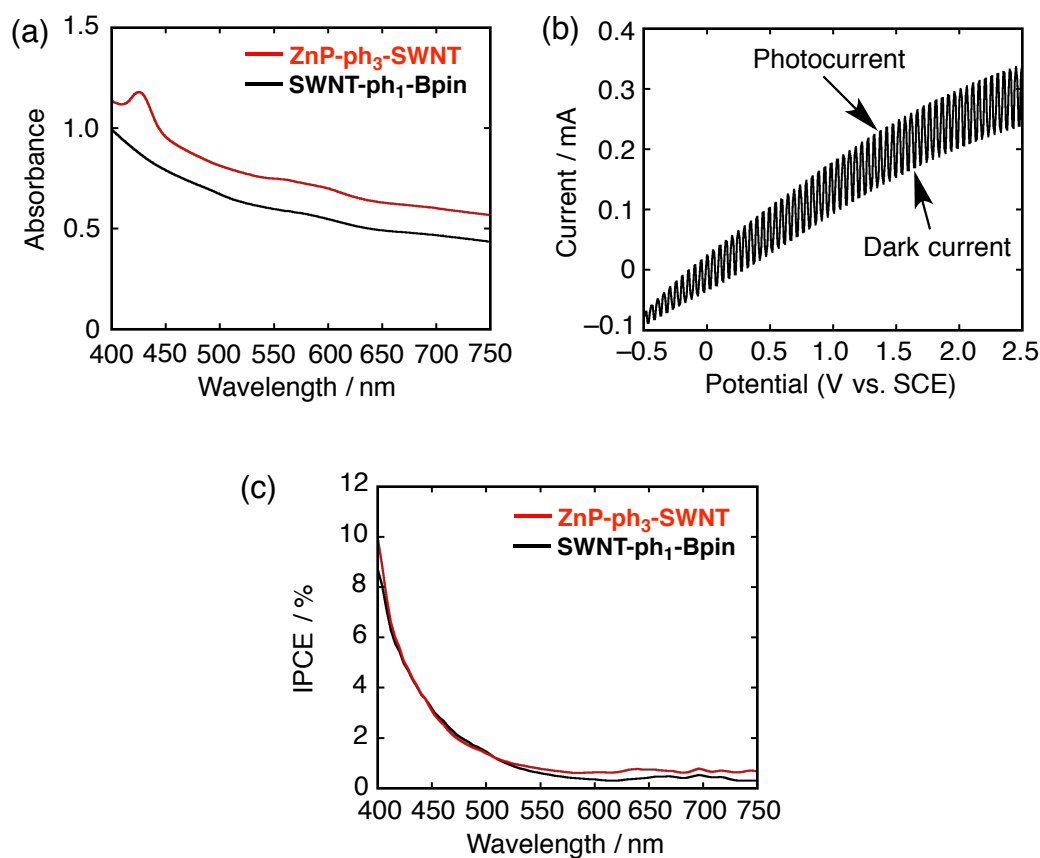 (a)
1.5
1.0
0.5
0
Absorbance
ZnP-ph₃-SWNT
SWNT-ph₁-Bpin
400 450 500 550 600 650 700 750
Wavelength / nm
(b)
0.4
0.3
0.2
0.1
0
–0.1
Current / mA
Photocurrent
Dark current
–0.5 0 0.5 1.0 1.5 2.0 2.5
Potential (V vs. SCE)
(c)
12
10
8
6
4
2
0
IPCE / %
ZnP-ph₃-SWNT
SWNT-ph₁-Bpin
400 450 500 550 600 650 700 750
Wavelength / nm